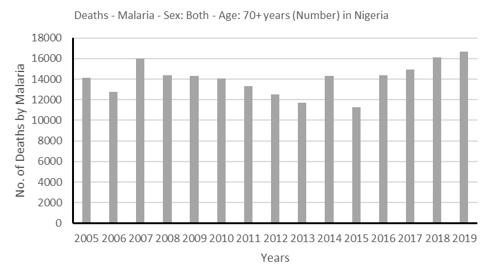 Deaths - Malaria - Sex: Both - Age: 70+ years (Number) in Nigeria
18000
16000
14000
12000
10000
8000
6000
4000
2000
0
No. of Deaths by Malaria
2005 2006 2007 2008 2009 2010 2011 2012 2013 2014 2015 2016 2017 2018 2019
Years